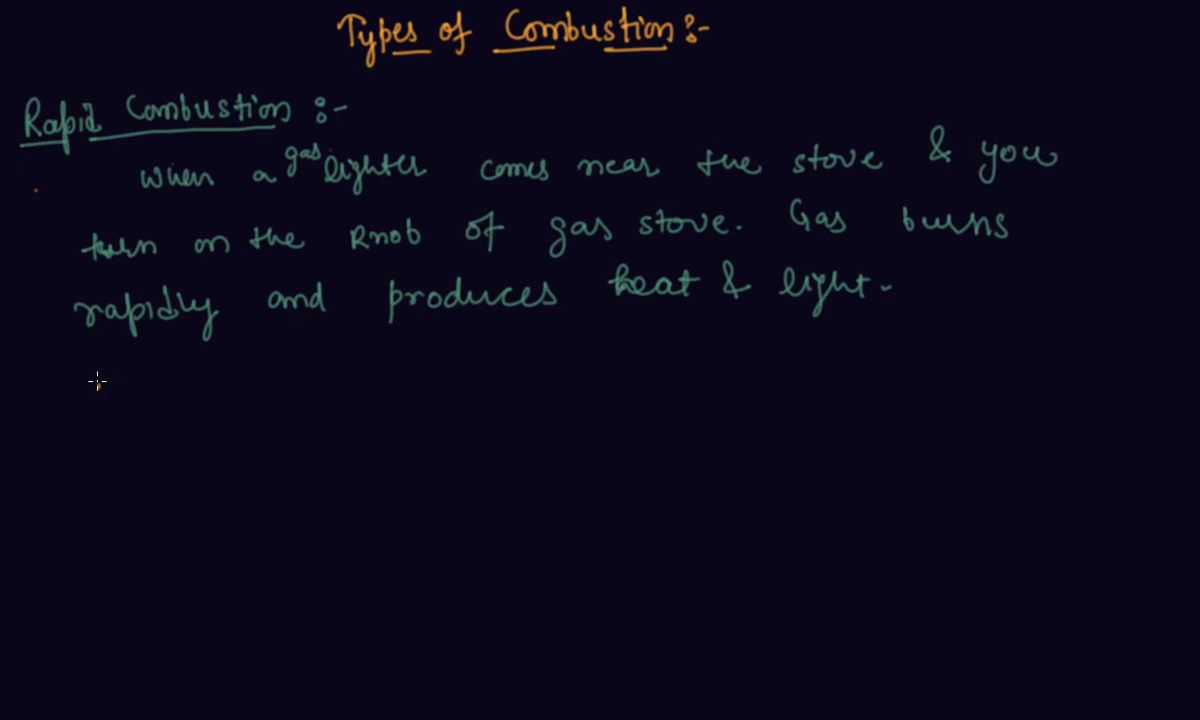 Types of Combustion :-
Rapid Combustion :-
When a gas lighter comes near the stove & you
turn on the knob of gas stove. Gas burns
rapidly and produces heat & light.